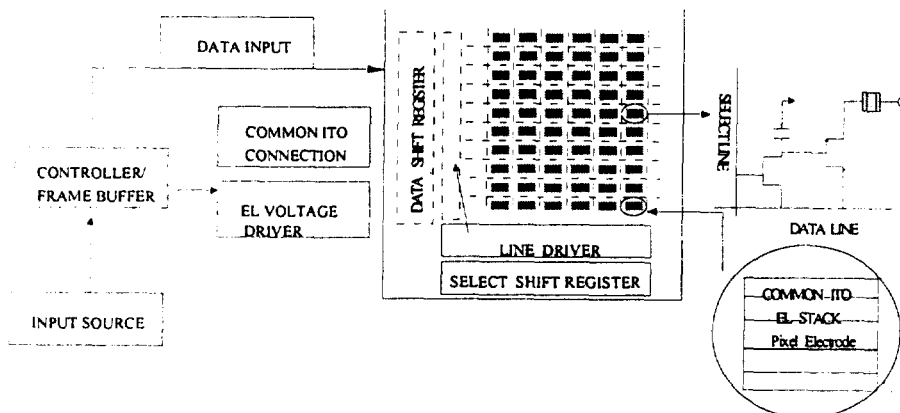 DATA INPUT
COMMON ITO
CONNECTION
CONTROLLER/
FRAME BUFFER
EL VOLTAGE
DRIVER
INPUT SOURCE
DATA SHIFT REGISTER
LINE DRIVER
SELECT SHIFT REGISTER
SELECT LINE
DATA LINE
COMMON ITO
EL STACK
Pixel Electrode